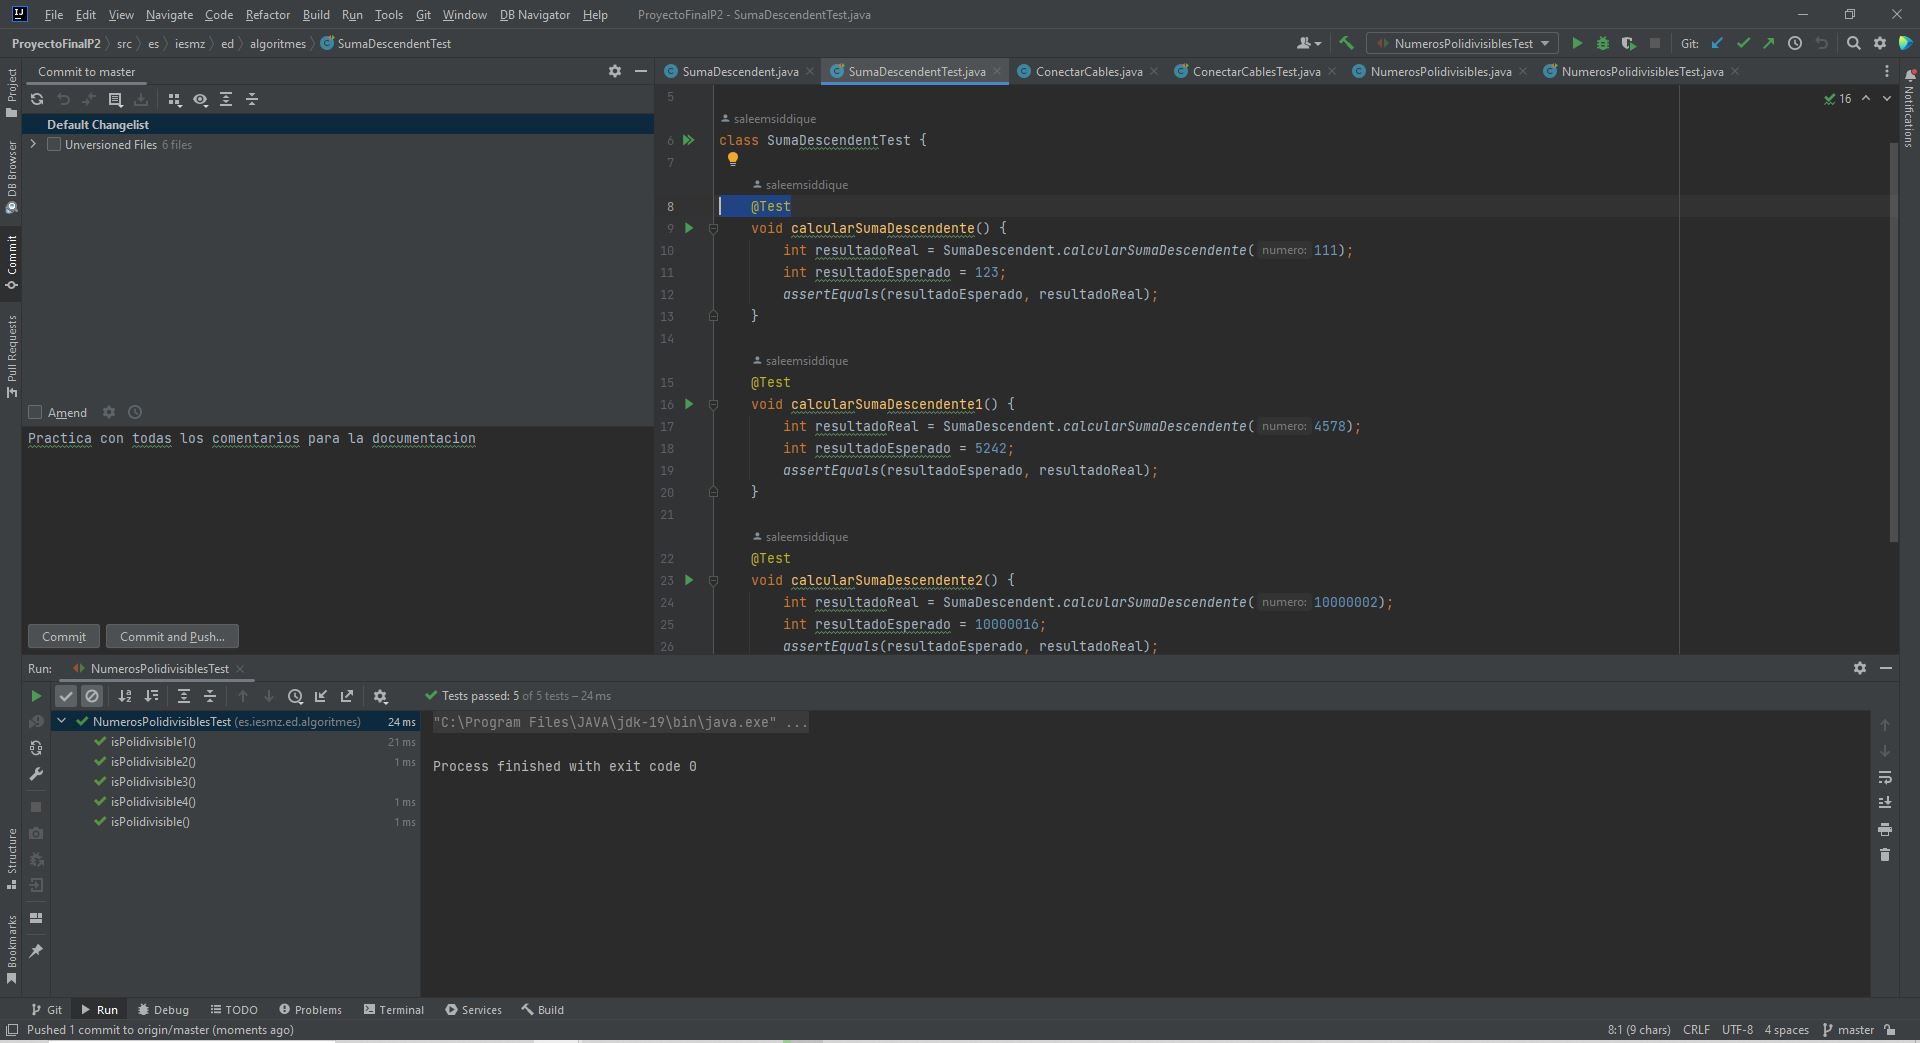 File Edit View Navigate Code Refactor Build Run Tools Git Window DB Navigator Help ProyectoFinalP2 - SumaDescendentTest.java
ProyectoFinalP2 src es iesmz ed algoritmes SumaDescendentTest NumerosPolidivisiblesTest Git:
Project
DB Browser
Commit
Pull Requests
Structure
Bookmarks
Notifications
Commit to master
Default Changelist
Unversioned Files 6 files
Amend
Practica con todas los comentarios para la documentacion
Commit Commit and Push...
SumaDescendent.java SumaDescendentTest.java ConectarCables.java ConectarCablesTest.java NumerosPolidivisibles.java NumerosPolidivisiblesTest.java
16
5
saleemsiddique
6 class SumaDescendentTest {
7
saleemsiddique
8 @Test
9 void calcularSumaDescendente() {
10 int resultadoReal = SumaDescendent.calcularSumaDescendente( numero: 111);
11 int resultadoEsperado = 123;
12 assertEquals(resultadoEsperado, resultadoReal);
13 }
14
saleemsiddique
15 @Test
16 void calcularSumaDescendente1() {
17 int resultadoReal = SumaDescendent.calcularSumaDescendente( numero: 4578);
18 int resultadoEsperado = 5242;
19 assertEquals(resultadoEsperado, resultadoReal);
20 }
21
saleemsiddique
22 @Test
23 void calcularSumaDescendente2() {
24 int resultadoReal = SumaDescendent.calcularSumaDescendente( numero: 10000002);
25 int resultadoEsperado = 10000016;
26 assertEquals(resultadoEsperado, resultadoReal);
Run: NumerosPolidivisiblesTest
Tests passed: 5 of 5 tests – 24 ms
NumerosPolidivisiblesTest (es.iesmz.ed.algoritmes) 24 ms
isPolidivisible1() 21 ms
isPolidivisible2() 1 ms
isPolidivisible3()
isPolidivisible4() 1 ms
isPolidivisible() 1 ms
"C:\Program Files\JAVA\jdk-19\bin\java.exe" ...
Process finished with exit code 0
Git Run Debug TODO Problems Terminal Services Build
Pushed 1 commit to origin/master (moments ago) 8:1 (9 chars) CRLF UTF-8 4 spaces master